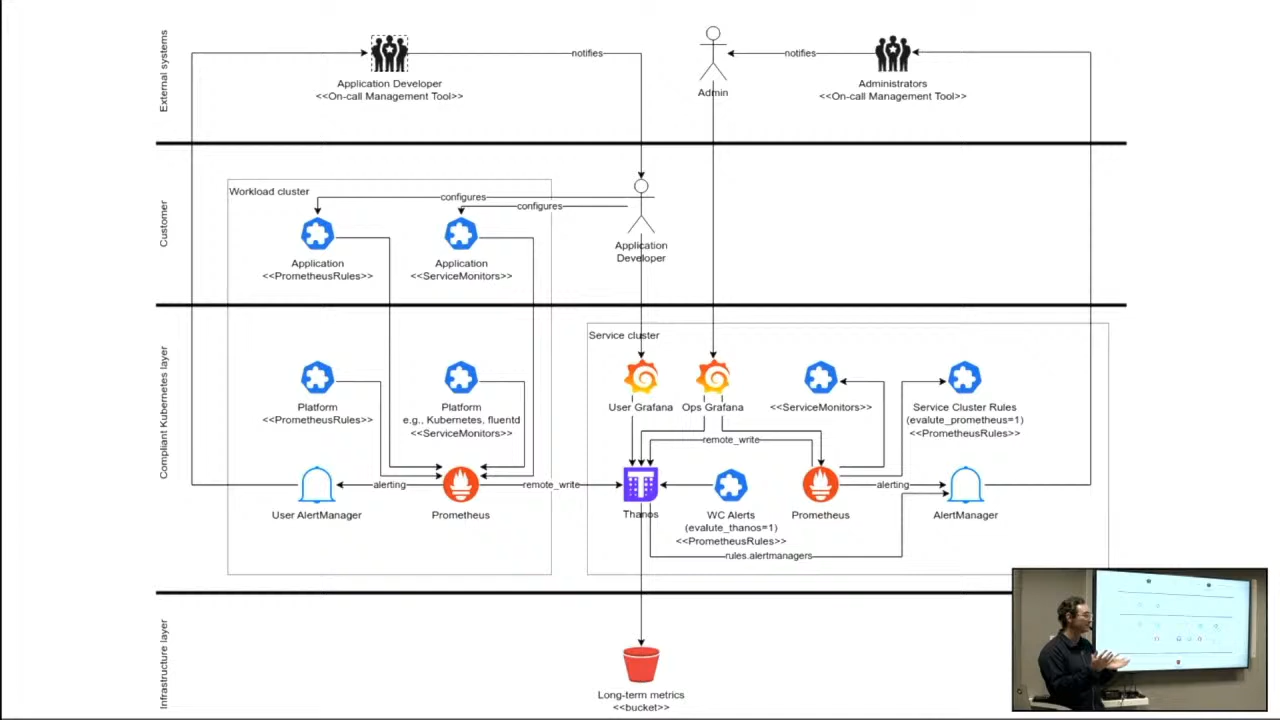 External systems
notifies
notifies
Application Developer
<<On-call Management Tool>>
Admin
Administrators
<<On-call Management Tool>>
Customer
Workload cluster
configures
configures
Application
<<PrometheusRules>>
Application
<<ServiceMonitors>>
Application
Developer
Compliant Kubernetes layer
Service cluster
Platform
<<PrometheusRules>>
Platform
e.g., Kubernetes, fluentd
<<ServiceMonitors>>
User Grafana
Ops Grafana
<<ServiceMonitors>>
Service Cluster Rules
(evalute_prometheus=1)
<<PrometheusRules>>
remote_write
alerting
remote_write
alerting
User AlertManager
Prometheus
Thanos
WC Alerts
(evalute_thanos=1)
<<PrometheusRules>>
Prometheus
AlertManager
rules.alertmanagers
Infrastructure layer
Long-term metrics
<<bucket>>